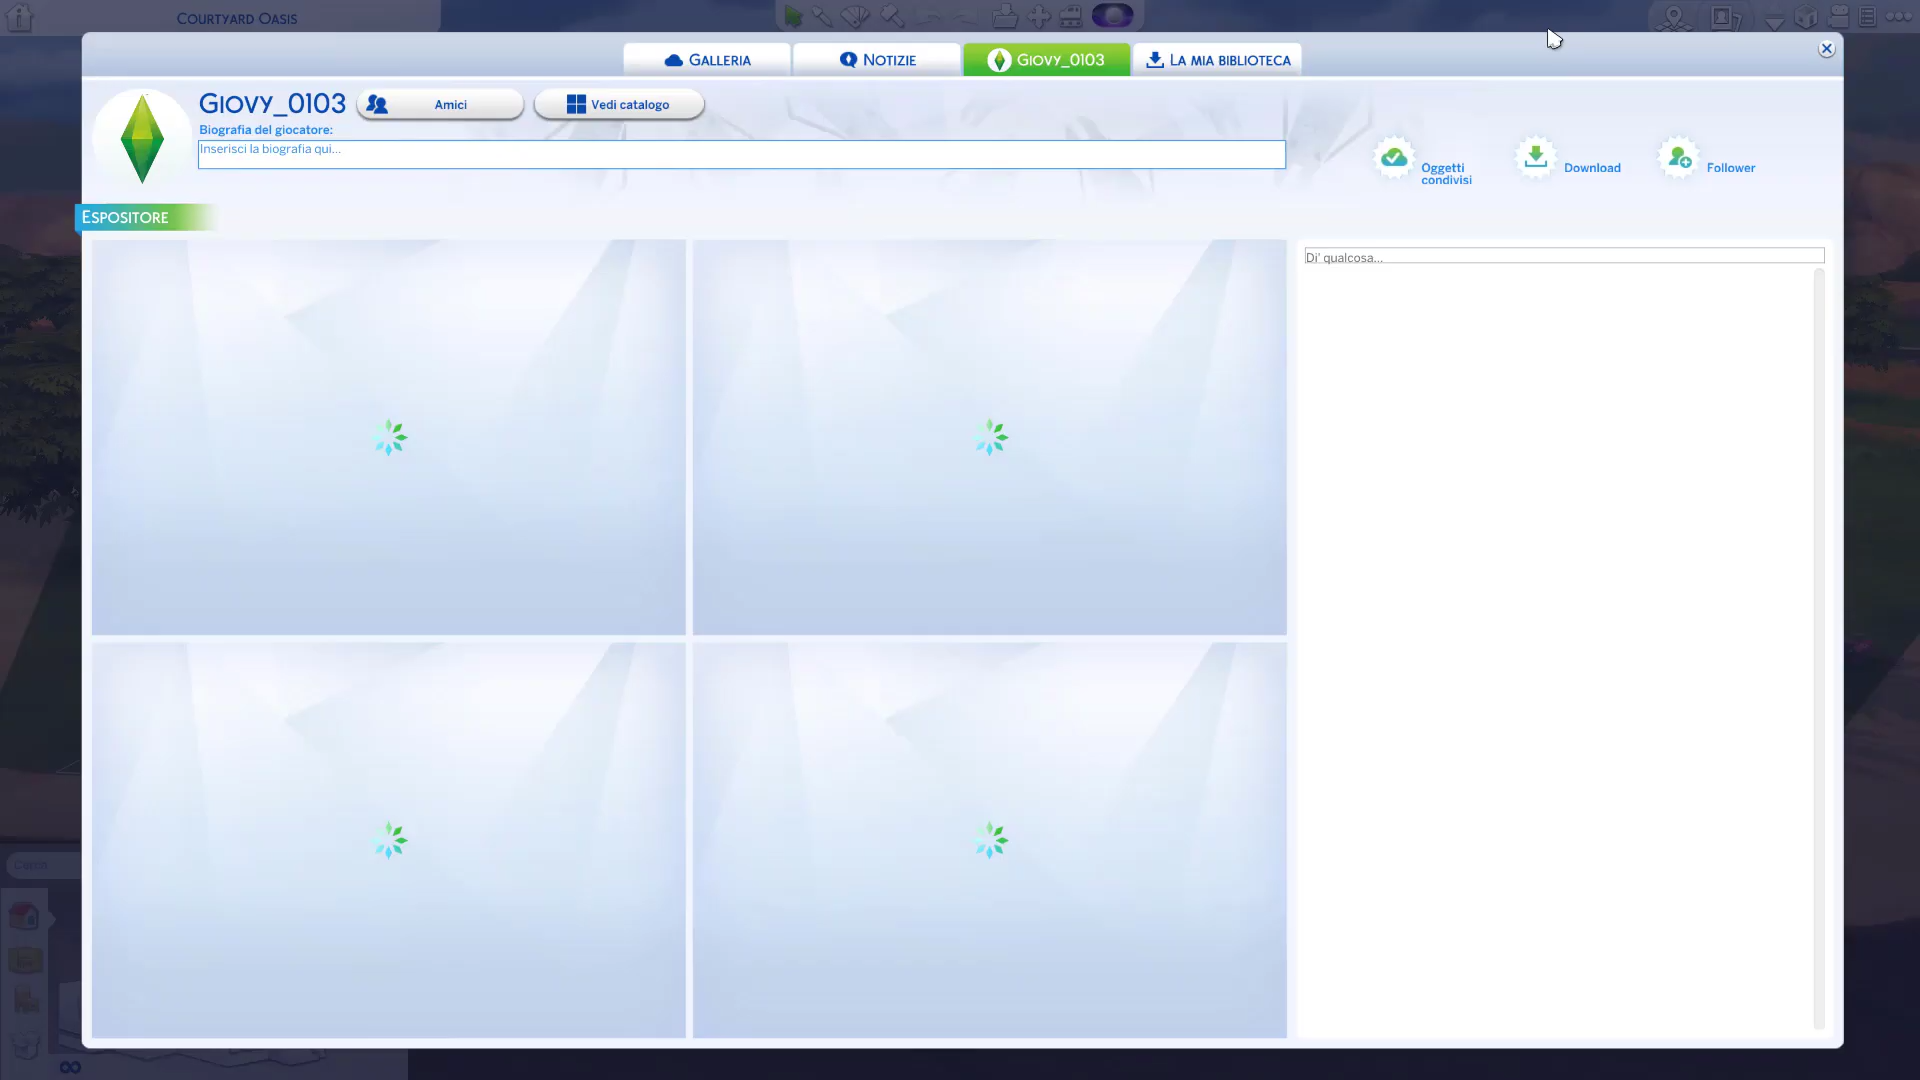 COURTYARD OASIS
GALLERIA
NOTIZIE
GIOVY_0103
LA MIA BIBLIOTECA
GIOVY_0103
Amici
Vedi catalogo
Biografia del giocatore:
Inserisci la biografia qui...
Oggetti condivisi
Download
Follower
ESPOSITORE
Di' qualcosa...
Cerca